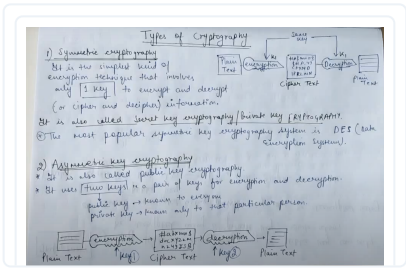 Types of Cryptography
1) Symmetric cryptography
It is the simplest kind of
encryption technique that involves
only 1 key to encrypt and decrypt
(or cipher and decipher) information.
Same
key
Plain
Text
encryption
Cipher Text
Decryption
Plain
Text
It is also called secret key cryptography / private key CRYPTOGRAPHY
The most popular symmetric key cryptography system is DES (Data
encryption system).
2) Asymmetric key cryptography
* It is also called public key cryptography
* It uses two keys a pair of keys for encryption and decryption.
public key → known to everyone
private key → known only to that particular person.
encryption
decryption
Plain Text
key 1
Cipher Text
key 2
Plain Text